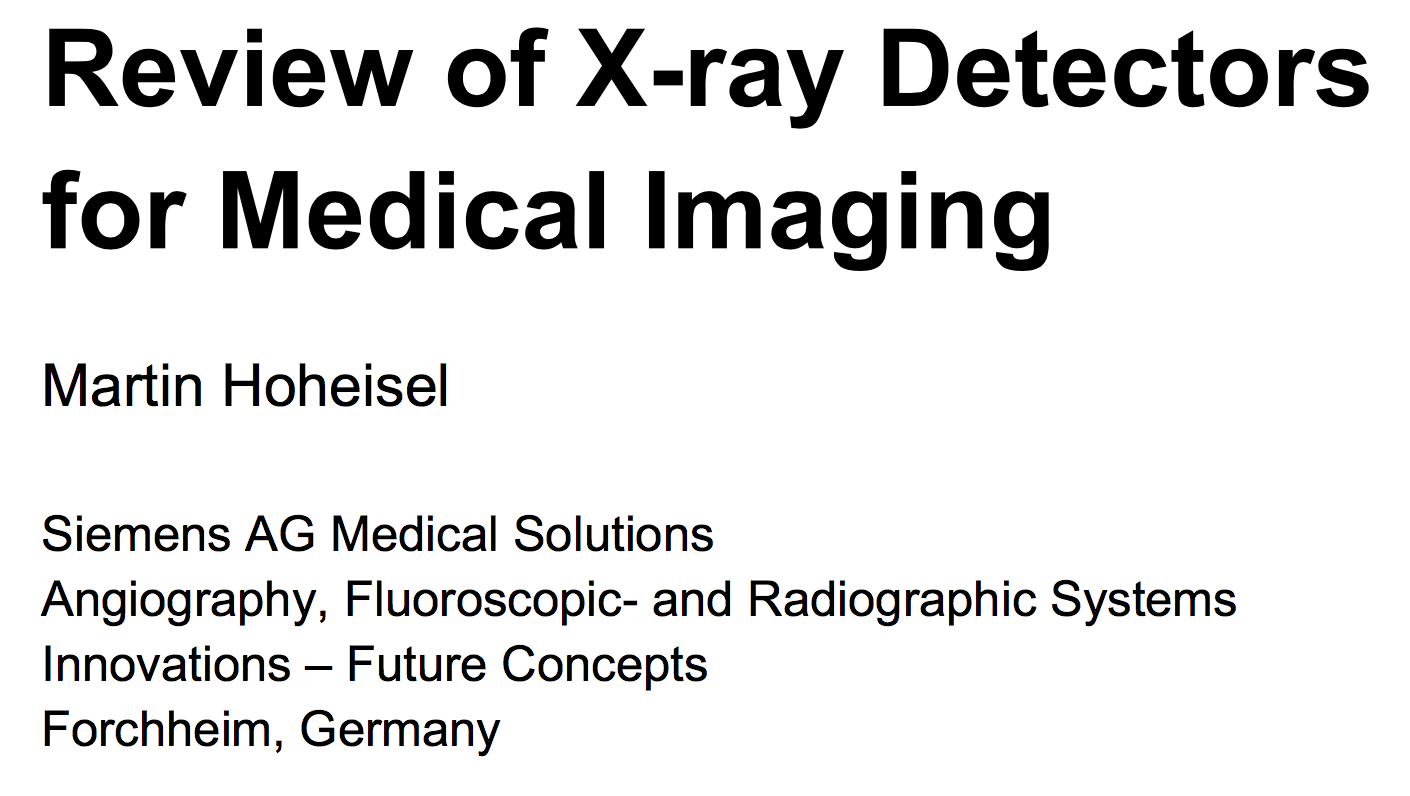 Review of X-ray Detectors
for Medical Imaging
Martin Hoheisel
Siemens AG Medical Solutions
Angiography, Fluoroscopic- and Radiographic Systems
Innovations – Future Concepts
Forchheim, Germany